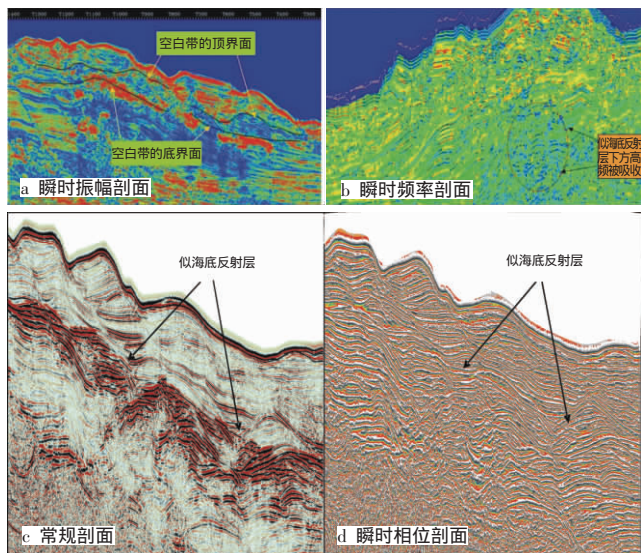 空白带的顶界面
空白带的底界面
a 瞬时振幅剖面
似海底反射
层下方高
频被吸收
b 瞬时频率剖面
似海底反射层
似海底反射层
c 常规剖面
d 瞬时相位剖面